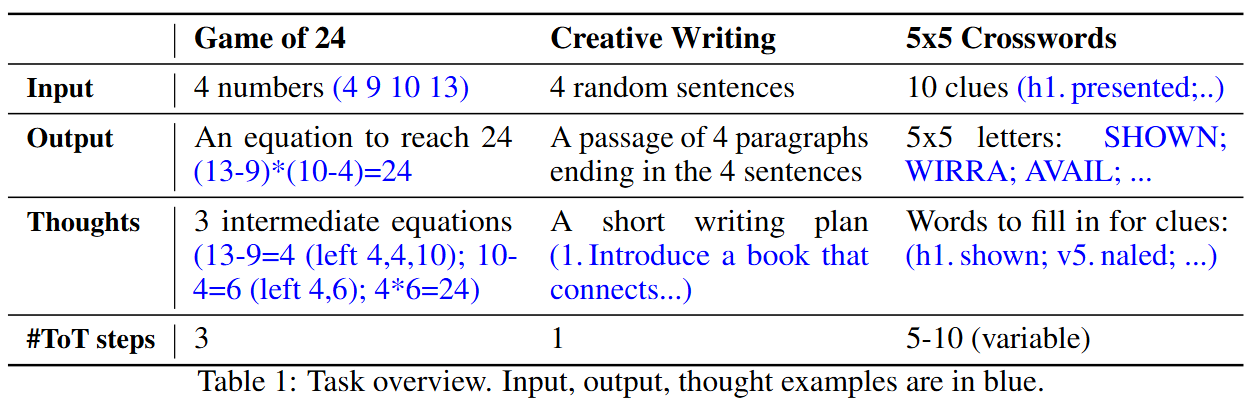 Game of 24 Creative Writing 5x5 Crosswords
Input 4 numbers (4 9 10 13) 4 random sentences 10 clues (h1. presented;..)
Output An equation to reach 24 A passage of 4 paragraphs 5x5 letters: SHOWN;
(13-9)*(10-4)=24 ending in the 4 sentences WIRRA; AVAIL; ...
Thoughts 3 intermediate equations A short writing plan Words to fill in for clues:
(13-9=4 (left 4,4,10); 10- (1. Introduce a book that (h1. shown; v5. naled; ...)
4=6 (left 4,6); 4*6=24) connects...)
#ToT steps 3 1 5-10 (variable)
Table 1: Task overview. Input, output, thought examples are in blue.